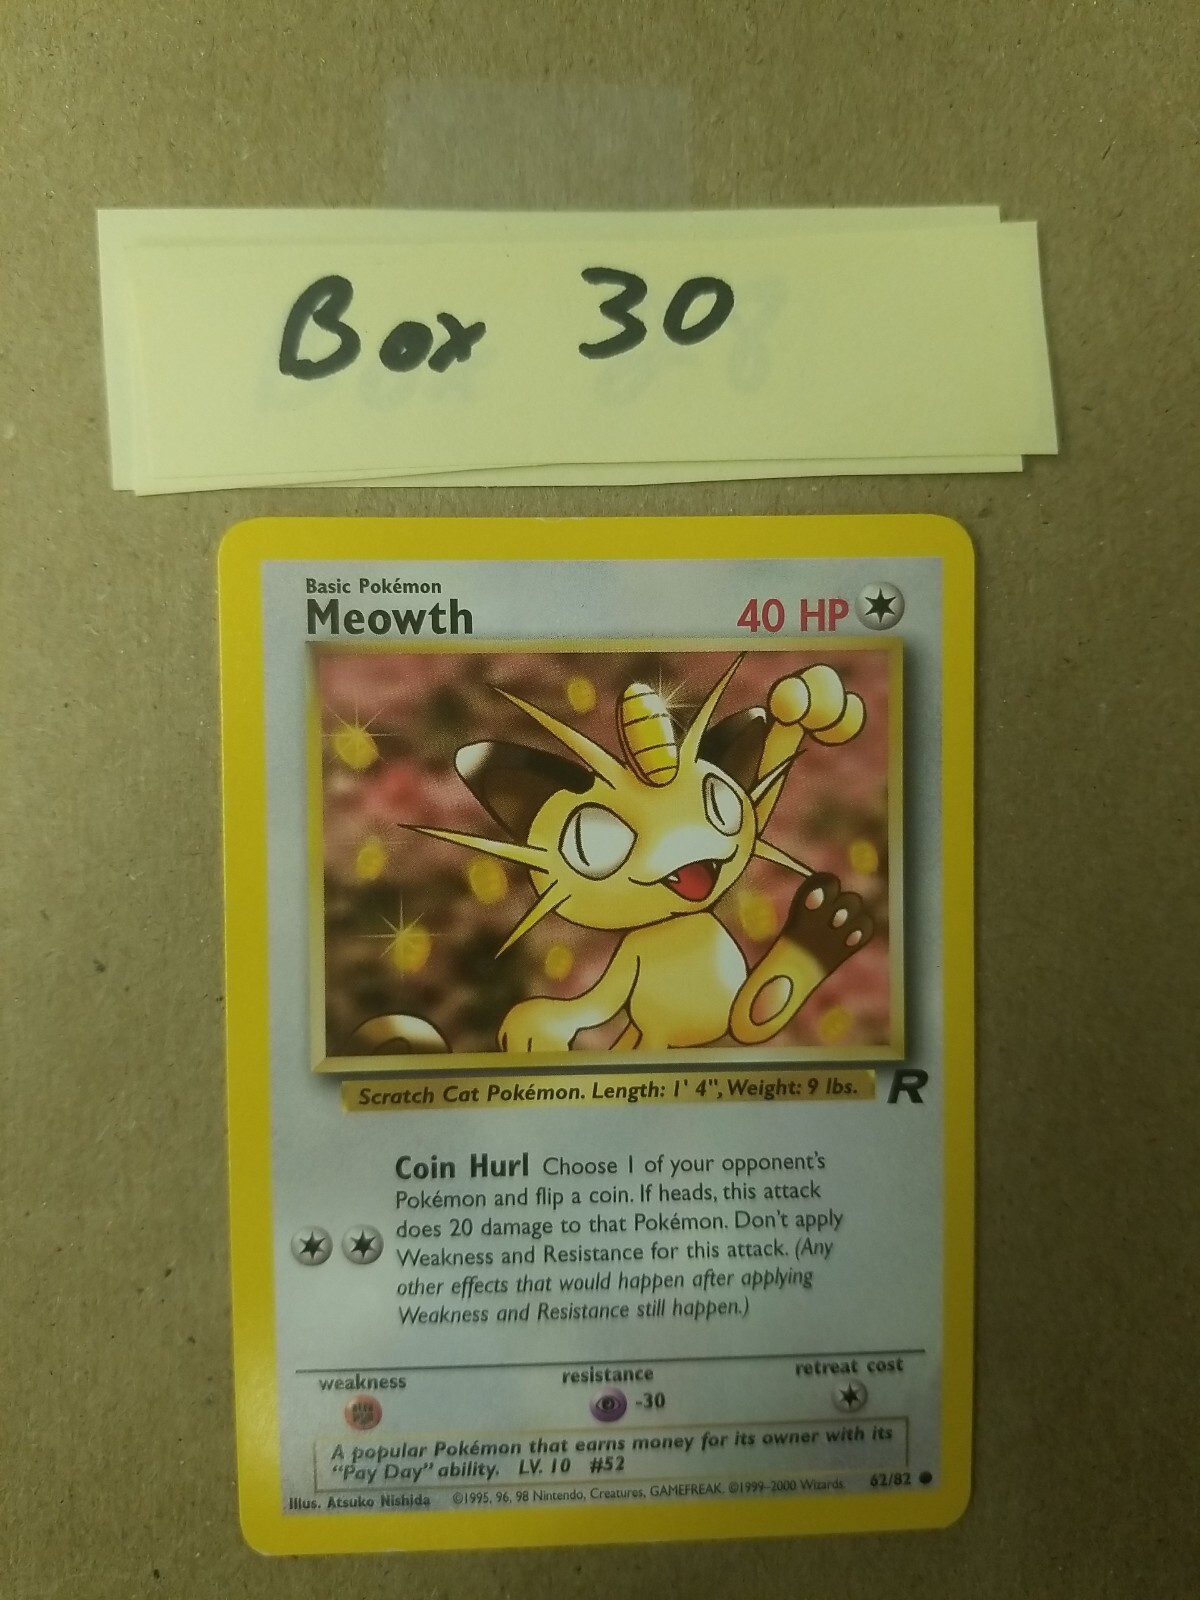 Box 30
Basic Pokémon
Meowth 40 HP
Scratch Cat Pokémon. Length: 1' 4", Weight: 9 lbs.
R
Coin Hurl Choose 1 of your opponent's
Pokémon and flip a coin. If heads, this attack
does 20 damage to that Pokémon. Don't apply
Weakness and Resistance for this attack. (Any
other effects that would happen after applying
Weakness and Resistance still happen.)
weakness resistance retreat cost
-30
A popular Pokémon that earns money for its owner with its
"Pay Day" ability. LV. 10 #52
Illus. Atsuko Nishida ©1995, 96, 98 Nintendo, Creatures, GAMEFREAK. ©1999-2000 Wizards. 62/82